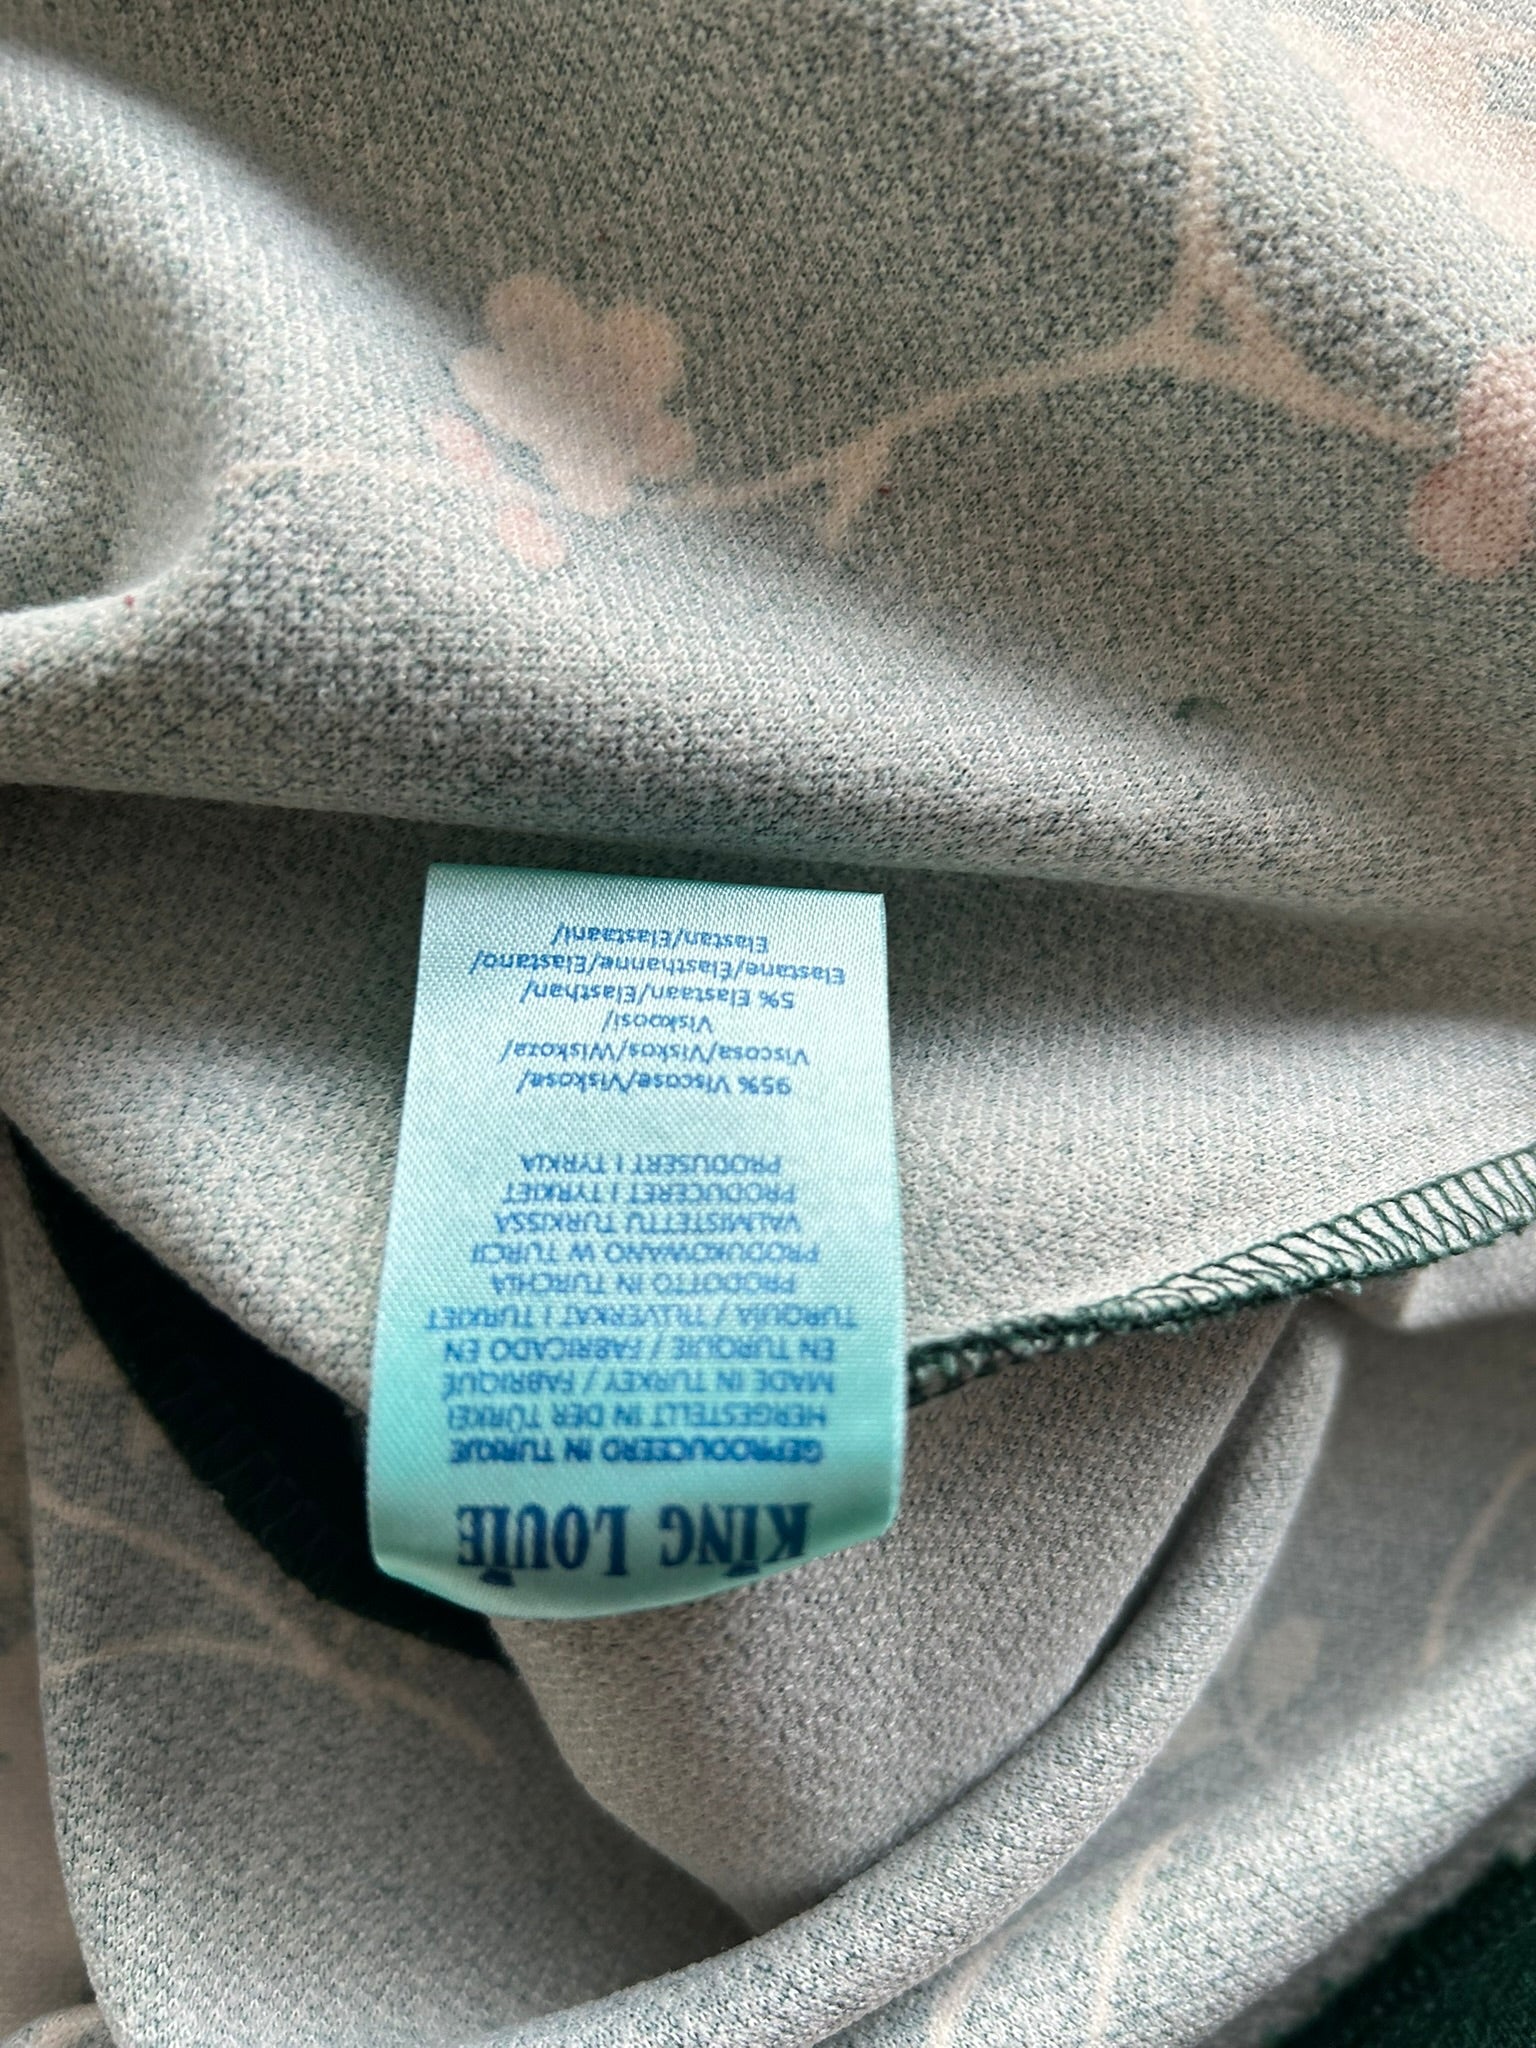 KING LOUIE
GEPRODUCEERD IN TURKIJE
HERGESTELLT IN DER TÜRKEI
MADE IN TURKEY / FABRIQUÉ
EN TURQUIE / FABRICADO EN
TURQUIA / TILLVERKAT I TURKIET
PRODOTTO IN TURCHIA
PRODUKOWANO W TURCJI
VALMISTETTU TURKISSA
PRODUCERET I TYRKIET
PRODUSERT I TYRKIA
95% Viscose/Viskose/
Viscosa/Viskos/Wiskoza/
Viskoosi/
5% Elastaan/Elasthan/
Elastane/Elasthanne/Elastano/
Elastan/Elastaani/